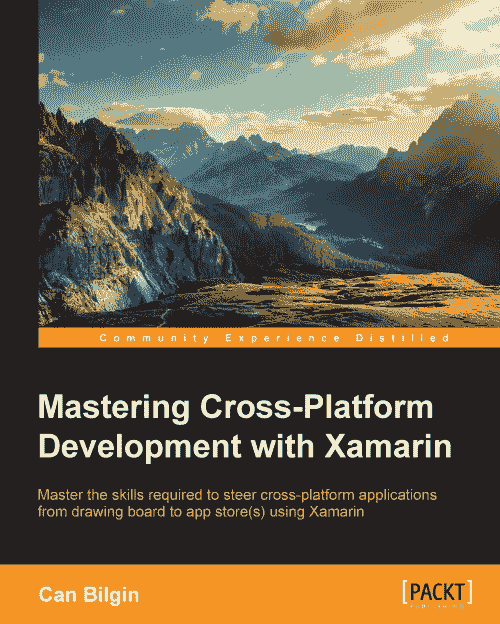 Community Experience Distilled
Mastering Cross-Platform
Development with Xamarin
Master the skills required to steer cross-platform applications
from drawing board to app store(s) using Xamarin
Can Bilgin
[PACKT]